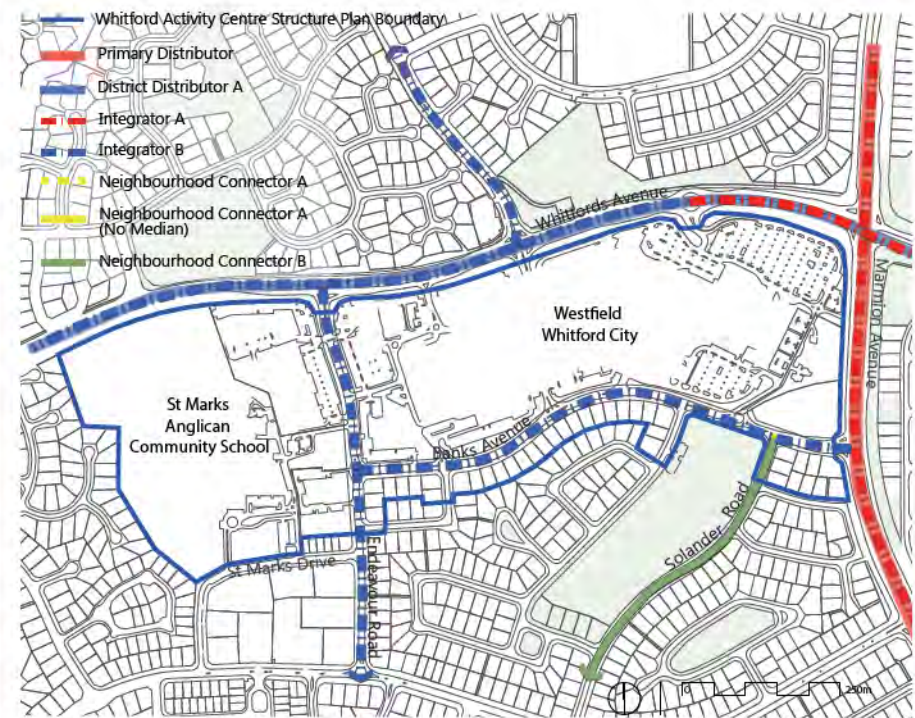 Whitford Activity Centre Structure Plan Boundary
Primary Distributor
District Distributor A
Integrator A
Integrator B
Neighbourhood Connector A
Neighbourhood Connector A
(No Median)
Neighbourhood Connector B
Whitfords Avenue
Marmion Avenue
Westfield
Whitford City
St Marks
Anglican
Community School
Banks Avenue
Solander Road
St Marks Drive
Endeavour Road
0
250m